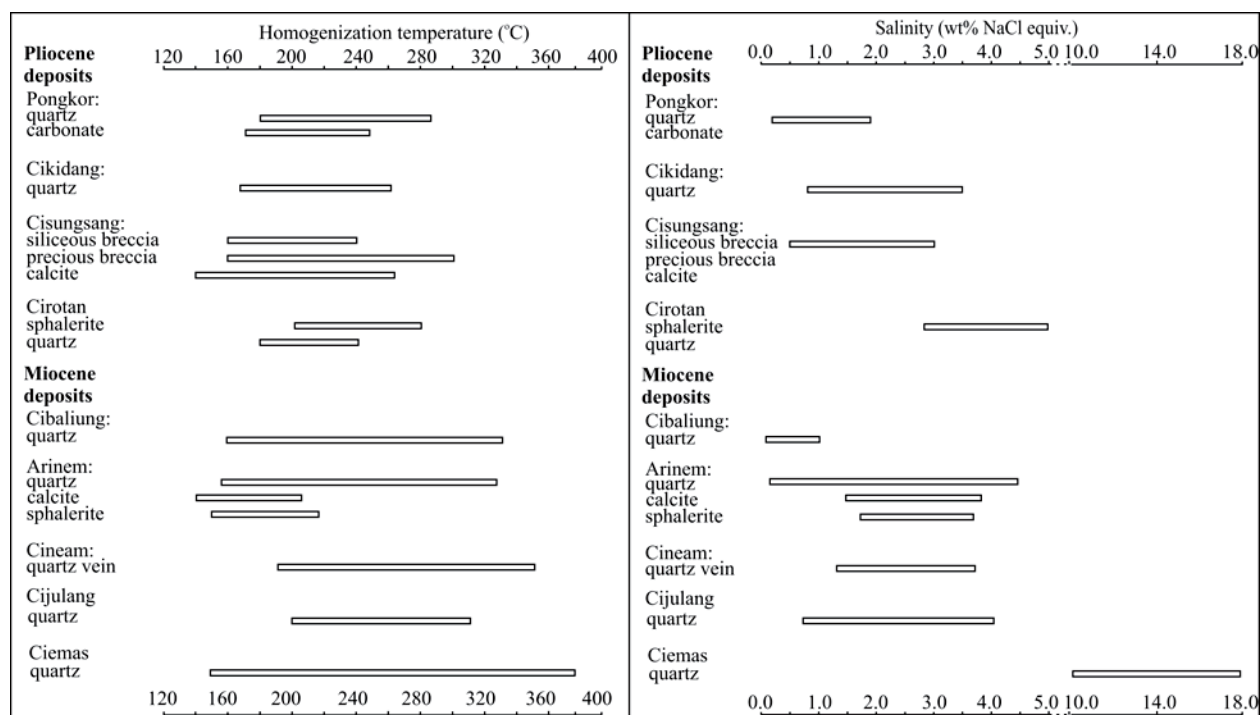 Homogenization temperature (°C)
Pliocene deposits
120 160 200 240 280 320 360 400
Pongkor:
quartz
carbonate
Cikidang:
quartz
Cisungsang:
siliceous breccia
precious breccia
calcite
Cirotan
sphalerite
quartz
Miocene
deposits
Cibaliung:
quartz
Arinem:
quartz
calcite
sphalerite
Cineam:
quartz vein
Cijulang
quartz
Ciemas
quartz
120 160 200 240 280 320 360 400
Salinity (wt% NaCl equiv.)
Pliocene deposits
0.0 1.0 2.0 3.0 4.0 5.0 10.0 14.0 18.0
Pongkor:
quartz
carbonate
Cikidang:
quartz
Cisungsang:
siliceous breccia
precious breccia
calcite
Cirotan
sphalerite
quartz
Miocene
deposits
Cibaliung:
quartz
Arinem:
quartz
calcite
sphalerite
Cineam:
quartz vein
Cijulang
quartz
Ciemas
quartz
0.0 1.0 2.0 3.0 4.0 5.0 10.0 14.0 18.0